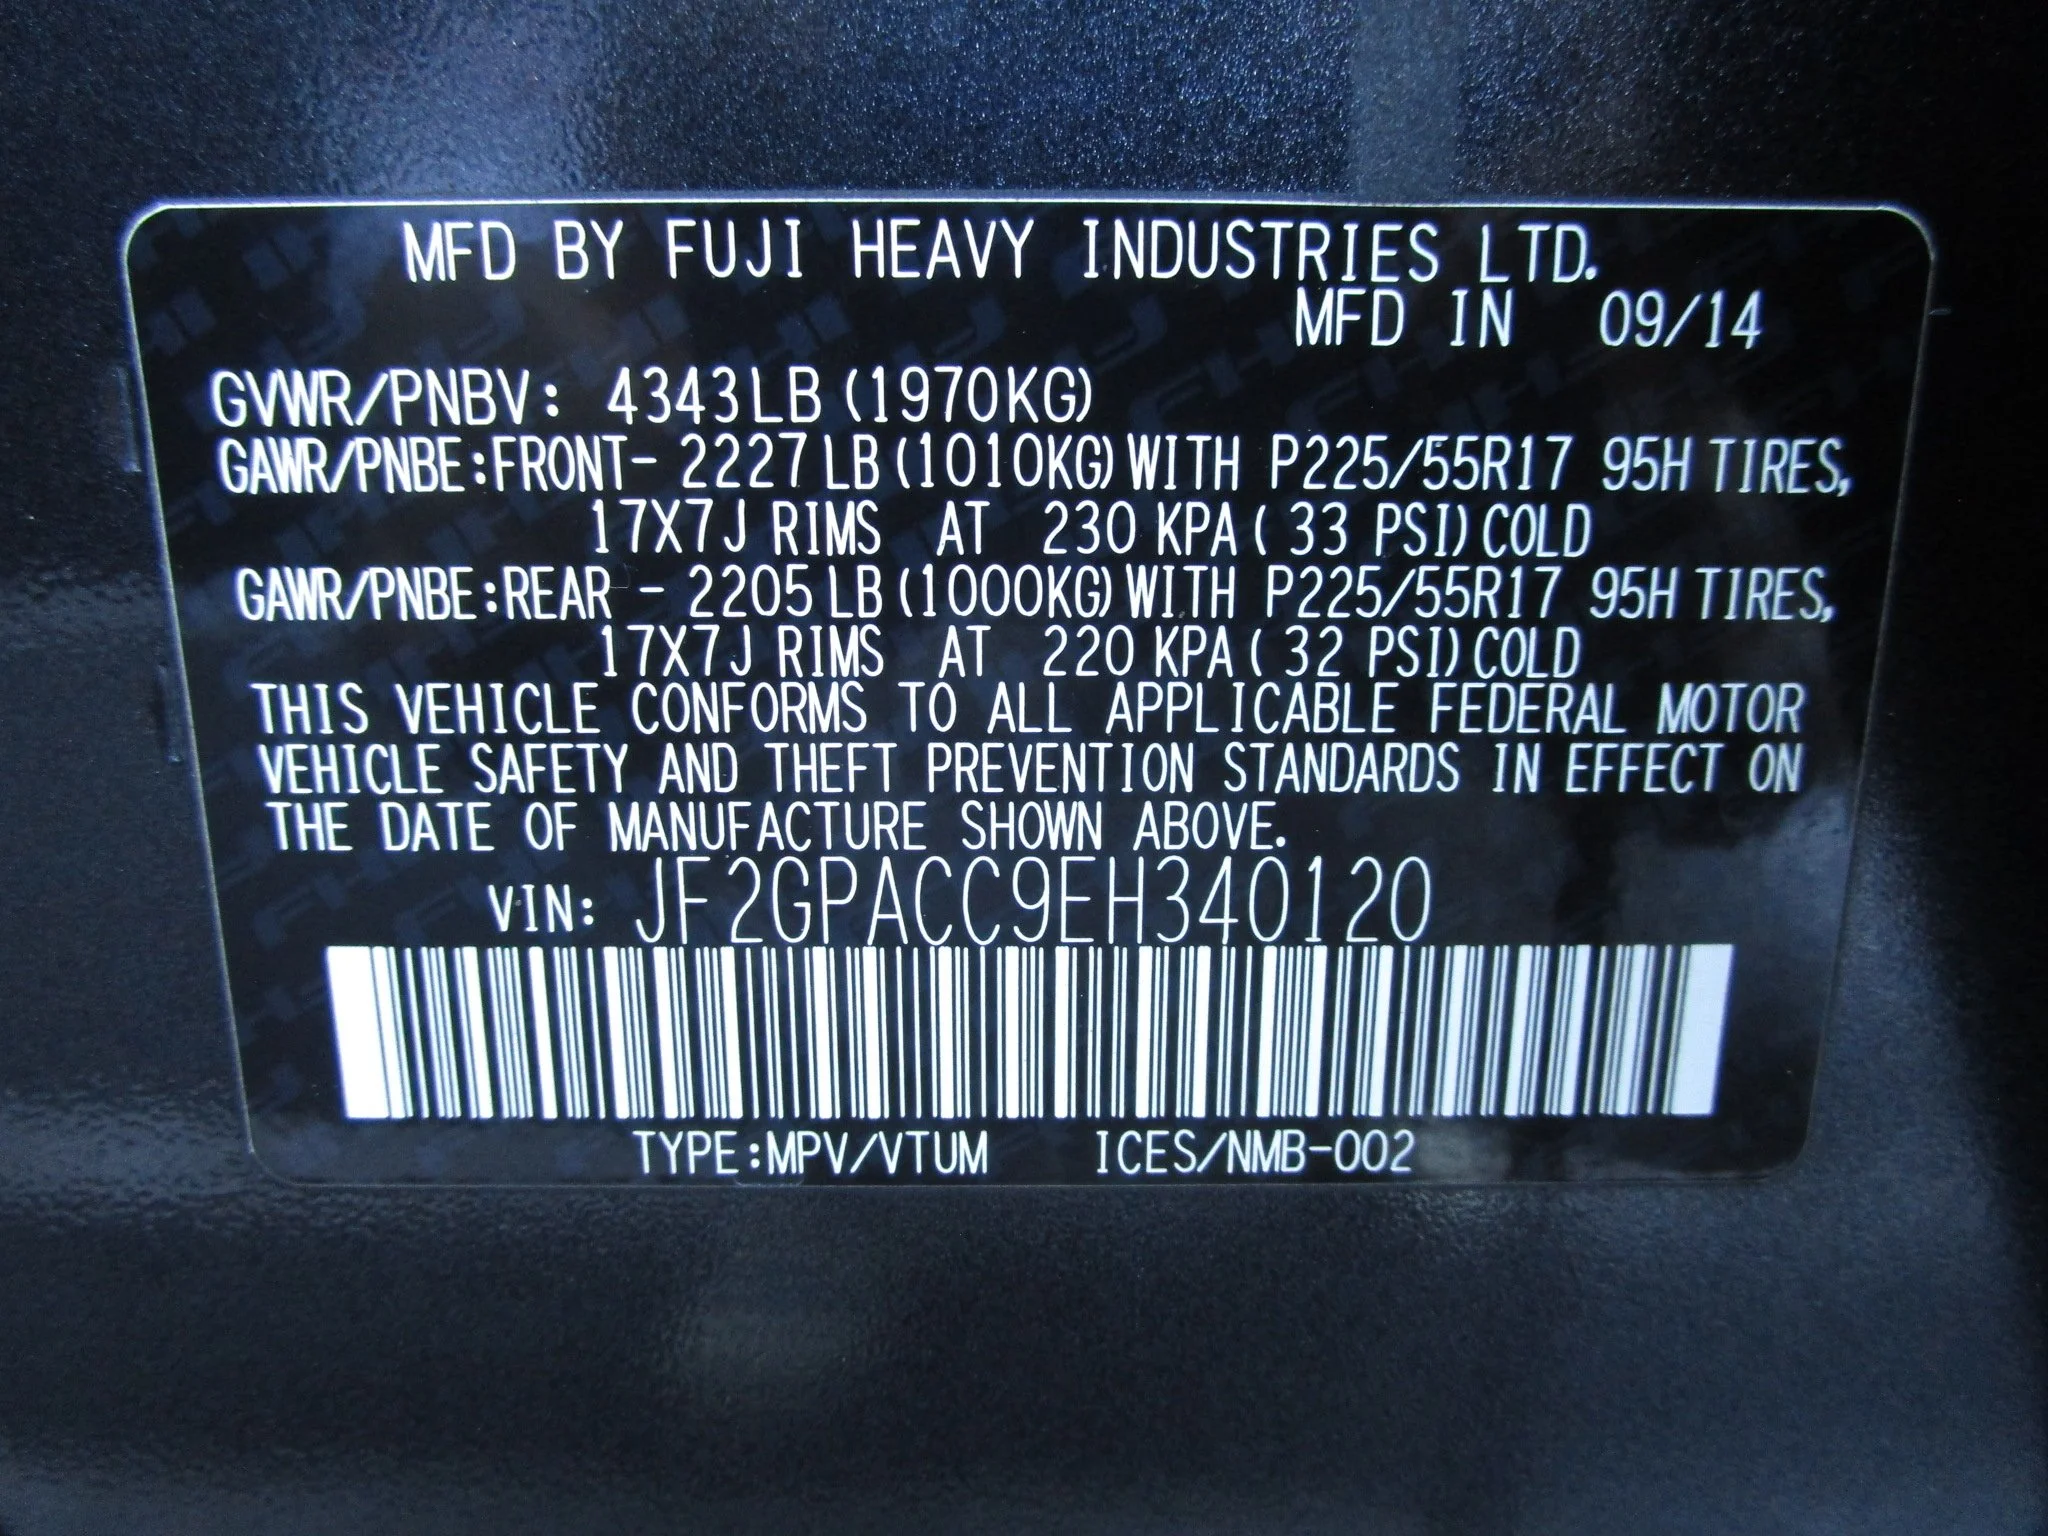 MFD BY FUJI HEAVY INDUSTRIES LTD.
MFD IN 09/14
GVWR/PNBV: 4343LB (1970KG)
GAWR/PNBE:FRONT- 2227LB (1010KG) WITH P225/55R17 95H TIRES,
17X7J RIMS AT 230 KPA ( 33 PSI) COLD
GAWR/PNBE:REAR - 2205LB (1000KG) WITH P225/55R17 95H TIRES,
17X7J RIMS AT 220 KPA ( 32 PSI) COLD
THIS VEHICLE CONFORMS TO ALL APPLICABLE FEDERAL MOTOR
VEHICLE SAFETY AND THEFT PREVENTION STANDARDS IN EFFECT ON
THE DATE OF MANUFACTURE SHOWN ABOVE.
VIN: JF2GPACC9EH340120
TYPE:MPV/VTUM ICES/NMB-002